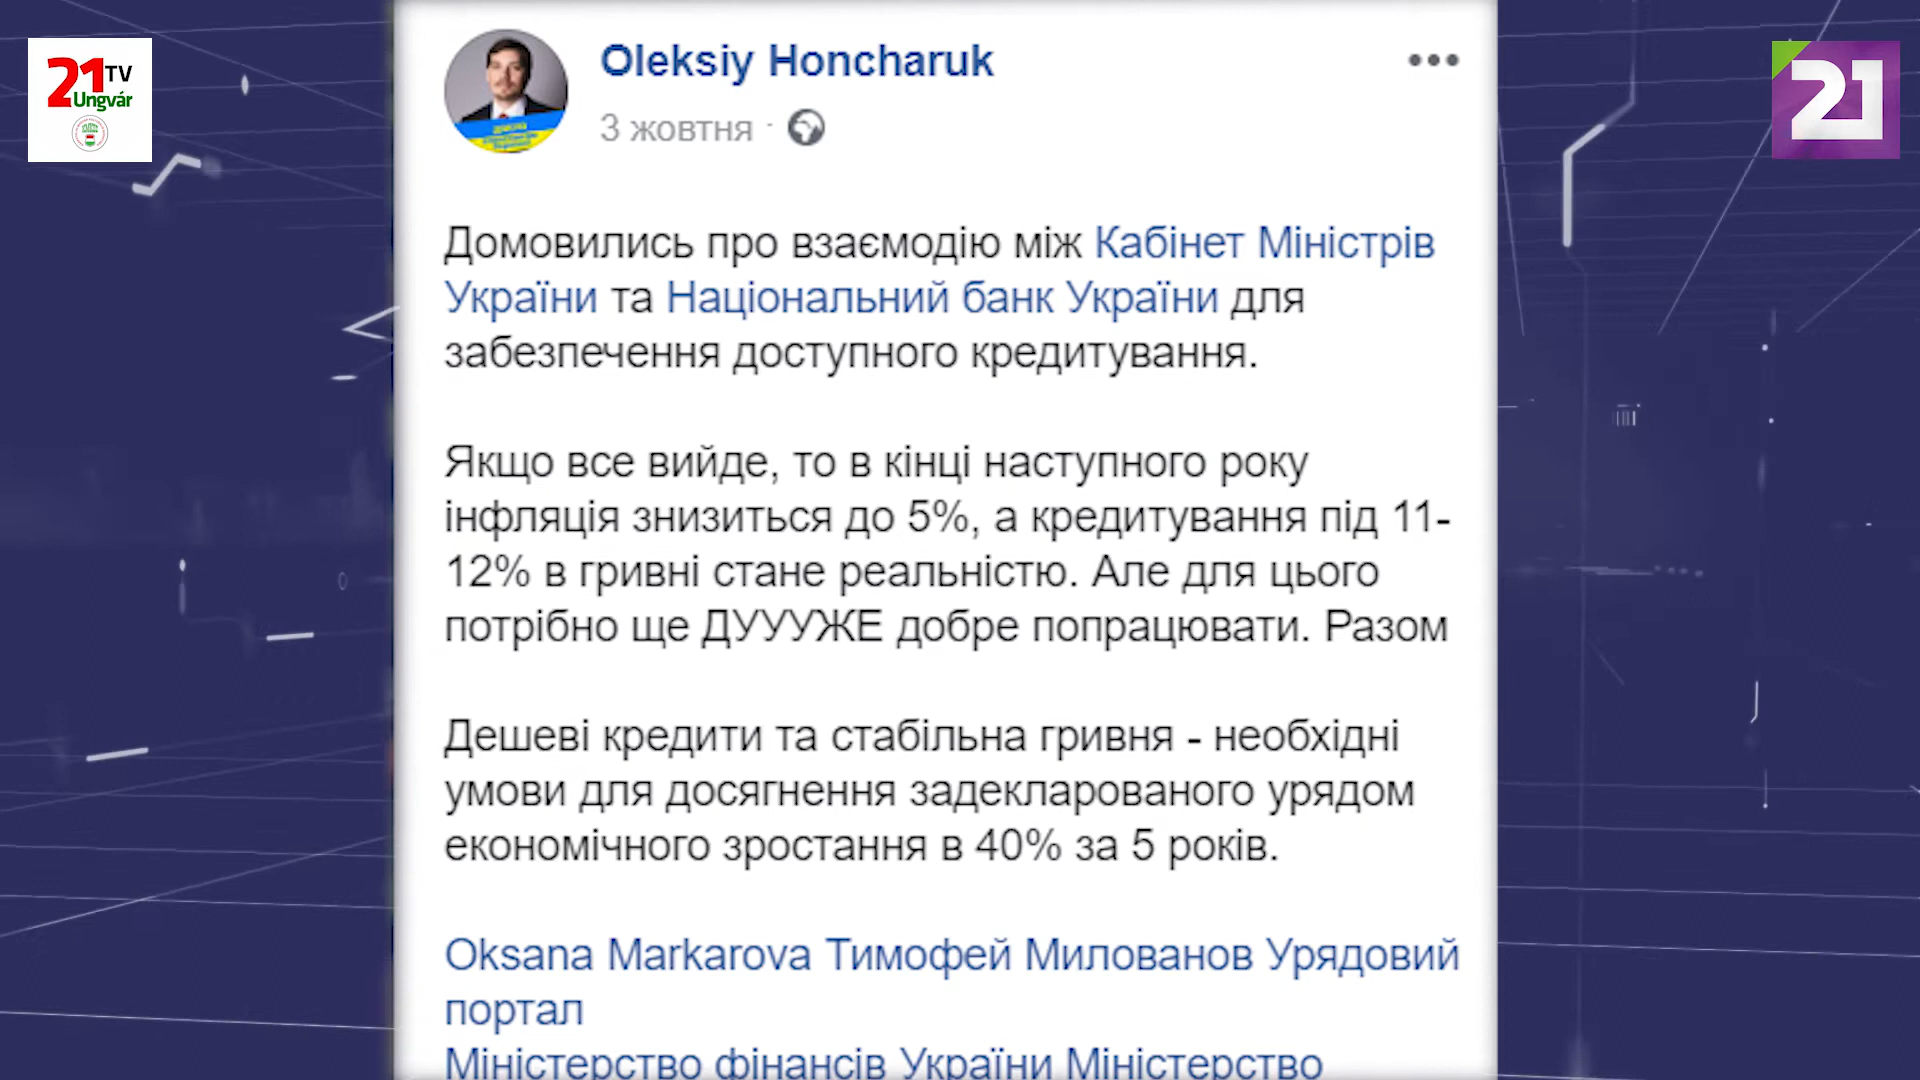 21 TV
Ungvár
21
Oleksiy Honcharuk
3 жовтня ·
Домовились про взаємодію між Кабінет Міністрів
України та Національний банк України для
забезпечення доступного кредитування.
Якщо все вийде, то в кінці наступного року
інфляція знизиться до 5%, а кредитування під 11-
12% в гривні стане реальністю. Але для цього
потрібно ще ДУУУЖЕ добре попрацювати. Разом
Дешеві кредити та стабільна гривня - необхідні
умови для досягнення задекларованого урядом
економічного зростання в 40% за 5 років.
Oksana Markarova Тимофей Милованов Урядовий
портал
Міністерство фінансів України Міністерство